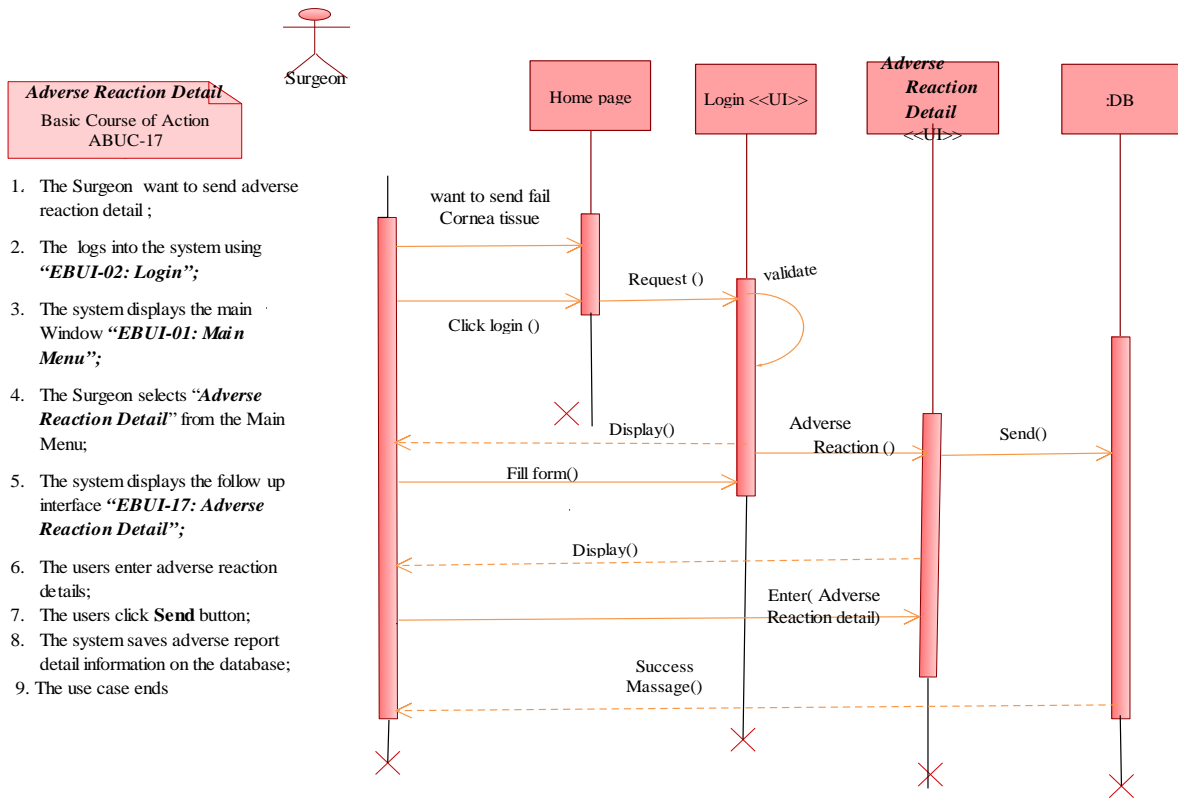 Surgeon
Adverse Reaction Detail
Basic Course of Action
ABUC-17
1. The Surgeon want to send adverse
reaction detail ;
2. The logs into the system using
“EBUI-02: Login”;
3. The system displays the main
Window “EBUI-01: Main
Menu”;
4. The Surgeon selects “Adverse
Reaction Detail” from the Main
Menu;
5. The system displays the follow up
interface “EBUI-17: Adverse
Reaction Detail”;
6. The users enter adverse reaction
details;
7. The users click Send button;
8. The system saves adverse report
detail information on the database;
9. The use case ends
Home page
Login <<UI>>
Adverse
Reaction
Detail
<<UI>>
:DB
want to send fail
Cornea tissue
Request ()
validate
Click login ()
Display()
Adverse
Reaction ()
Send()
Fill form()
Display()
Enter( Adverse
Reaction detail)
Success
Massage()